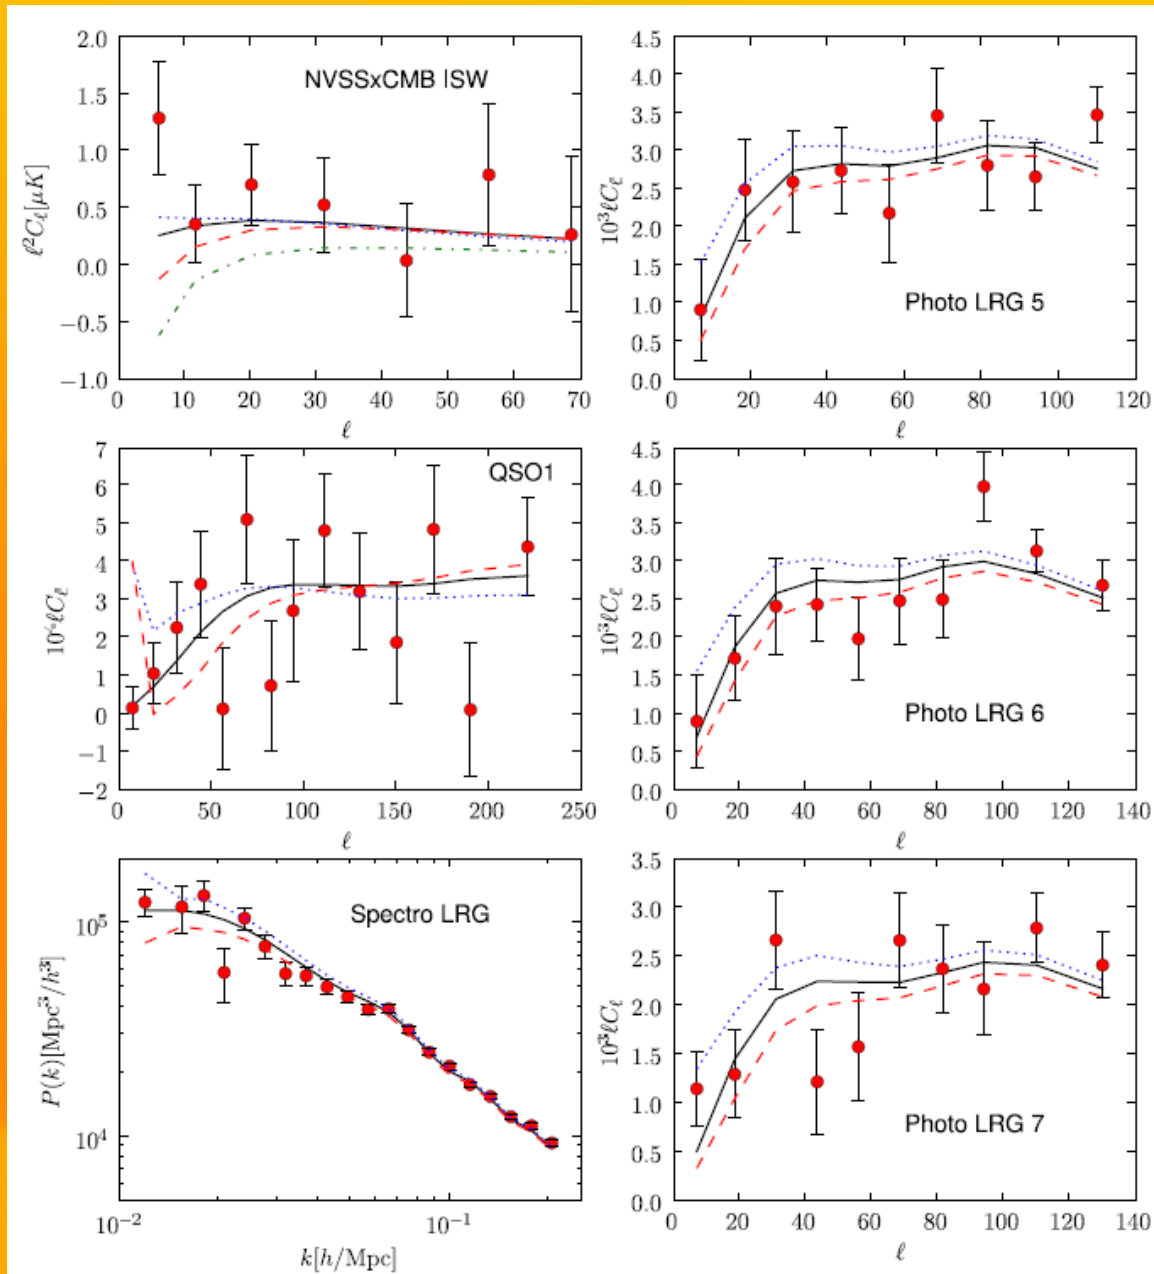 NVSSxCMB ISW
2.0
1.5
1.0
0.5
0.0
−0.5
−1.0
ℓ²Cℓ[μK]
0 10 20 30 40 50 60 70
ℓ
Photo LRG 5
4.5
4.0
3.5
3.0
2.5
2.0
1.5
1.0
0.5
0.0
10³ℓCℓ
0 20 40 60 80 100 120
ℓ
QSO1
7
6
5
4
3
2
1
0
−1
−2
10⁴ℓCℓ
0 50 100 150 200 250
ℓ
Photo LRG 6
4.5
4.0
3.5
3.0
2.5
2.0
1.5
1.0
0.5
0.0
10³ℓCℓ
0 20 40 60 80 100 120 140
ℓ
Spectro LRG
10⁵
10⁴
P(k)[Mpc³/h³]
10⁻² 10⁻¹
k[h/Mpc]
Photo LRG 7
3.5
3.0
2.5
2.0
1.5
1.0
0.5
0.0
10³ℓCℓ
0 20 40 60 80 100 120 140
ℓ